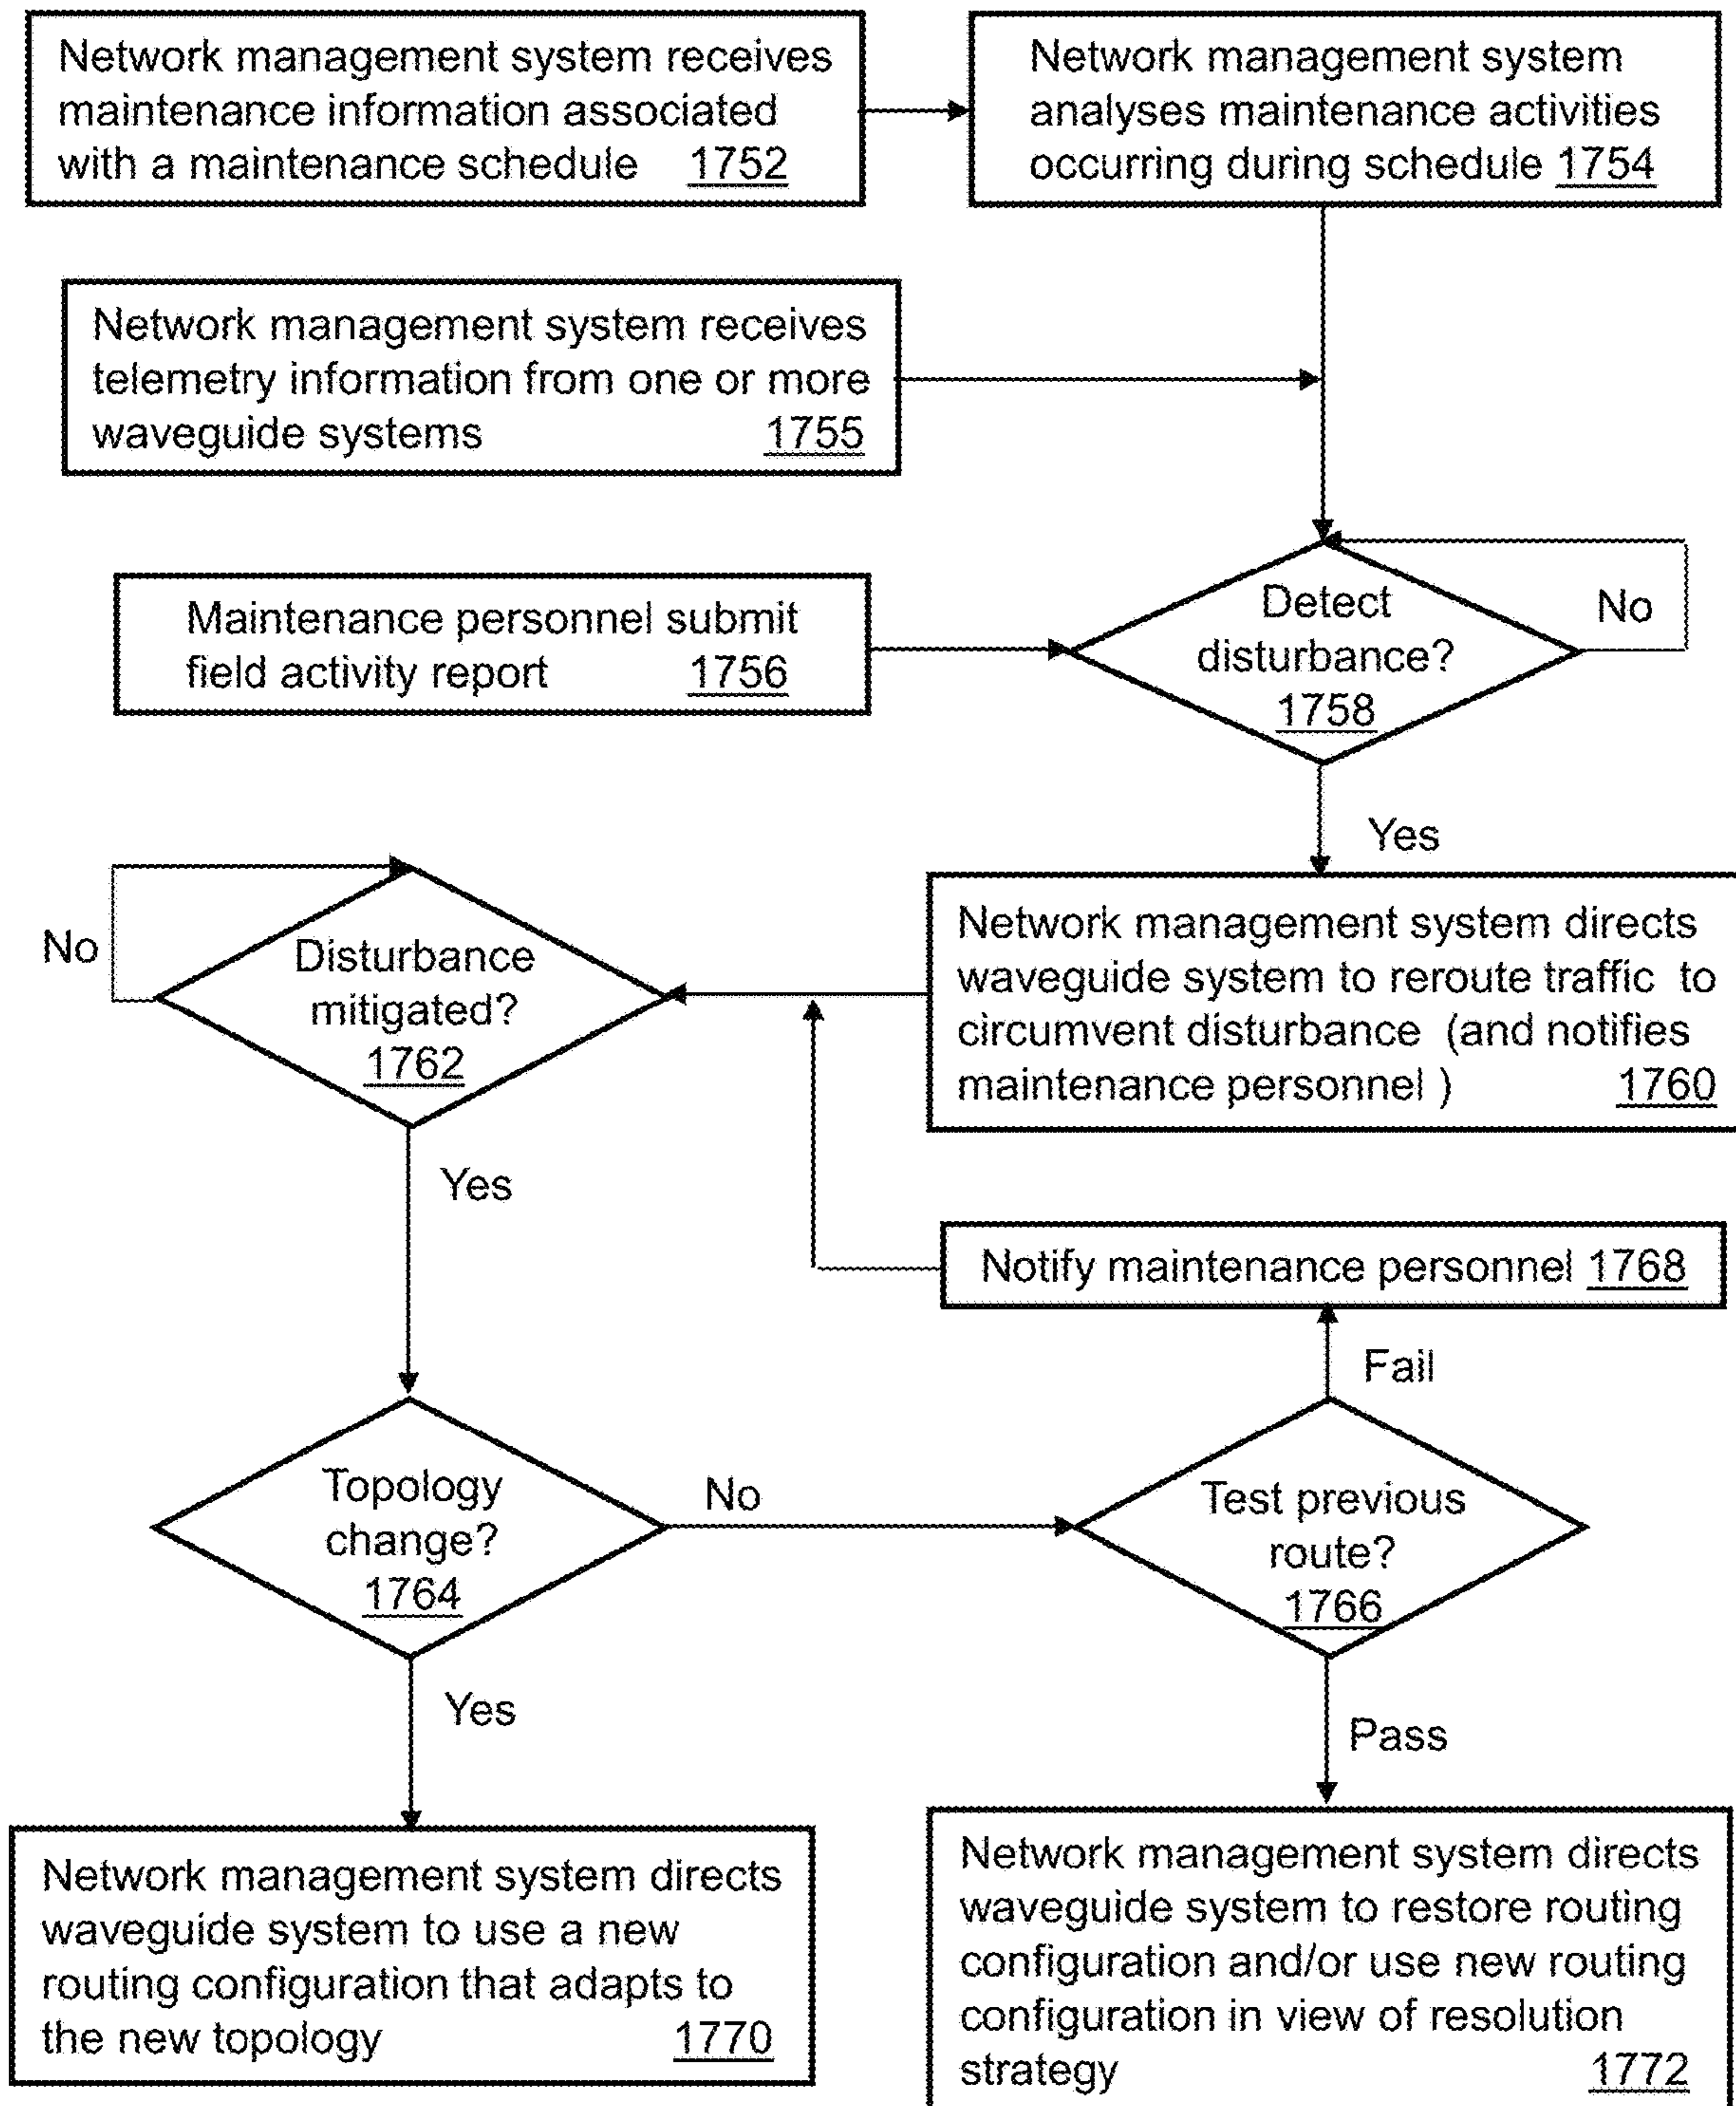 Network management system receives
maintenance information associated
with a maintenance schedule 1752
Network management system
analyses maintenance activities
occurring during schedule 1754
Network management system receives
telemetry information from one or more
waveguide systems 1755
Maintenance personnel submit
field activity report 1756
Detect
disturbance?
1758
No
Yes
Network management system directs
waveguide system to reroute traffic to
circumvent disturbance (and notifies
maintenance personnel ) 1760
No
Disturbance
mitigated?
1762
Yes
Notify maintenance personnel 1768
Fail
Topology
change?
1764
No
Test previous
route?
1766
Yes
Pass
Network management system directs
waveguide system to use a new
routing configuration that adapts to
the new topology 1770
Network management system directs
waveguide system to restore routing
configuration and/or use new routing
configuration in view of resolution
strategy 1772